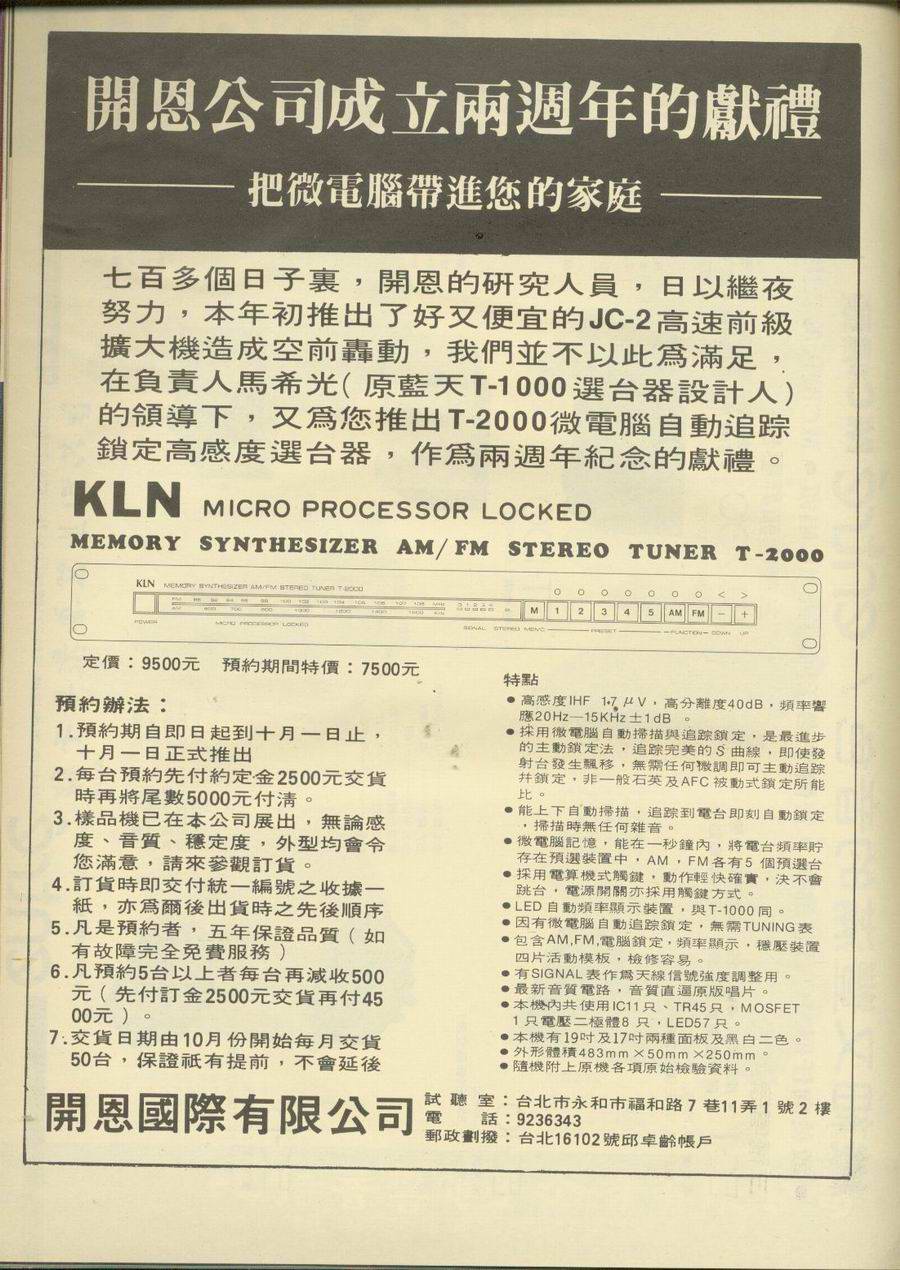 開恩公司成立兩週年的獻禮
把微電腦帶進您的家庭
七百多個日子裏，開恩的研究人員，日以繼夜
努力，本年初推出了好又便宜的JC-2高速前級
擴大機造成空前轟動，我們並不以此爲滿足，
在負責人馬希光(原藍天T-1000選台器設計人)
的領導下，又爲您推出T-2000微電腦自動追踪
鎖定高感度選台器，作爲兩週年紀念的獻禮。
KLN MICRO PROCESSOR LOCKED
MEMORY SYNTHESIZER AM/FM STEREO TUNER T-2000
KLN MEMORY SYNTHESIZER AM/FM STEREO TUNER T-2000
M 1 2 3 4 5 AM FM − +
POWER MICRO PROCESSOR LOCKED SIGNAL STEREO MEMO PRESET FUNCTION DOWN UP
定價：9500元 預約期間特價：7500元
預約辦法：
1.預約期自即日起到十月一日止，
十月一日正式推出
2.每台預約先付約定金2500元交貨
時再將尾數5000元付清。
3.樣品機已在本公司展出，無論感
度、音質、穩定度，外型均會令
您滿意，請來參觀訂貨。
4.訂貨時即交付統一編號之收據一
紙，亦爲爾後出貨時之先後順序
5.凡是預約者，五年保證品質（如
有故障完全免費服務）
6.凡預約5台以上者每台再減收500
元（先付訂金2500元交貨再付45
00元）。
7.交貨日期由10月份開始每月交貨
50台，保證祇有提前，不會延後
特點
●高感度IHF 1.7μV，高分離度40dB，頻率響
應20Hz—15KHz±1dB。
●採用微電腦自動掃描與追踪鎖定，是最進步
的主動鎖定法，追踪完美的S曲線，即使發
射台發生飄移，無需任何微調即可主動追踪
幷鎖定，非一般石英及AFC被動式鎖定所能
比。
●能上下自動掃描，追踪到電台即刻自動鎖定
，掃描時無任何雜音。
●微電腦記憶，能在一秒鐘內，將電台頻率貯
存在預選裝置中，AM，FM各有5個預選台
●採用電算機式觸鍵，動作輕快確實，決不會
跳台，電源開關亦採用觸鍵方式。
●LED自動頻率顯示裝置，與T-1000同。
●因有微電腦自動追踪鎖定，無需TUNING表
●包含AM,FM,電腦鎖定，頻率顯示，穩壓裝置
四片活動模板，檢修容易。
●有SIGNAL表作爲天線信號強度調整用。
●最新音質電路，音質直逼原版唱片。
●本機內共使用IC11只、TR45只，MOSFET
1只電壓二極體8只，LED57只。
●本機有19吋及17吋兩種面板及黑白二色。
●外形體積483mm×50mm×250mm。
●隨機附上原機各項原始檢驗資料。
開恩國際有限公司
試聽室：台北市永和市福和路7巷11弄1號2樓
電話：9236343
郵政劃撥：台北16102號邱卓齡帳戶